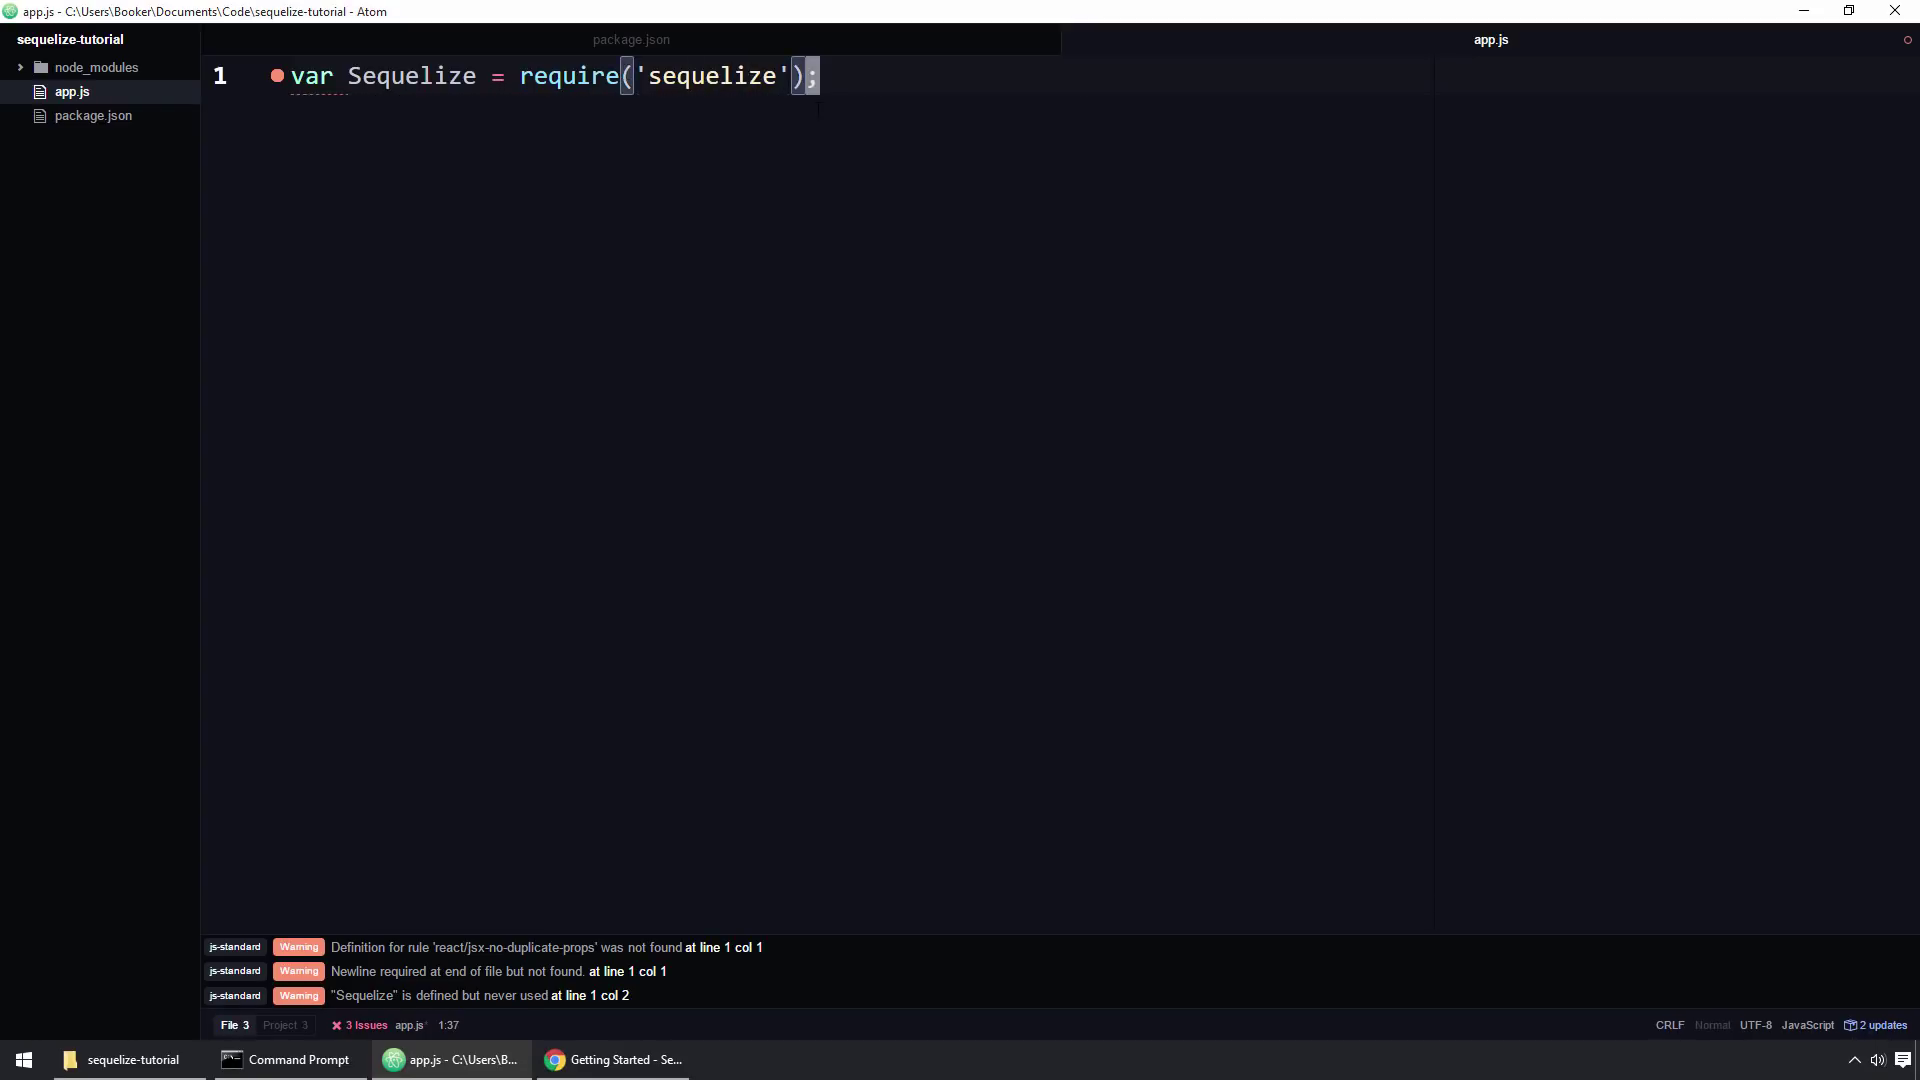 app.js - C:\Users\Booker\Documents\Code\sequelize-tutorial - Atom
sequelize-tutorial
package.json
app.js
node_modules
app.js
package.json
1 var Sequelize = require('sequelize');
js-standard Warning Definition for rule 'react/jsx-no-duplicate-props' was not found at line 1 col 1
js-standard Warning Newline required at end of file but not found. at line 1 col 1
js-standard Warning "Sequelize" is defined but never used at line 1 col 2
File 3 Project 3 3 Issues app.js* 1:37 CRLF Normal UTF-8 JavaScript 2 updates
sequelize-tutorial Command Prompt app.js - C:\Users\B... Getting Started - Se...